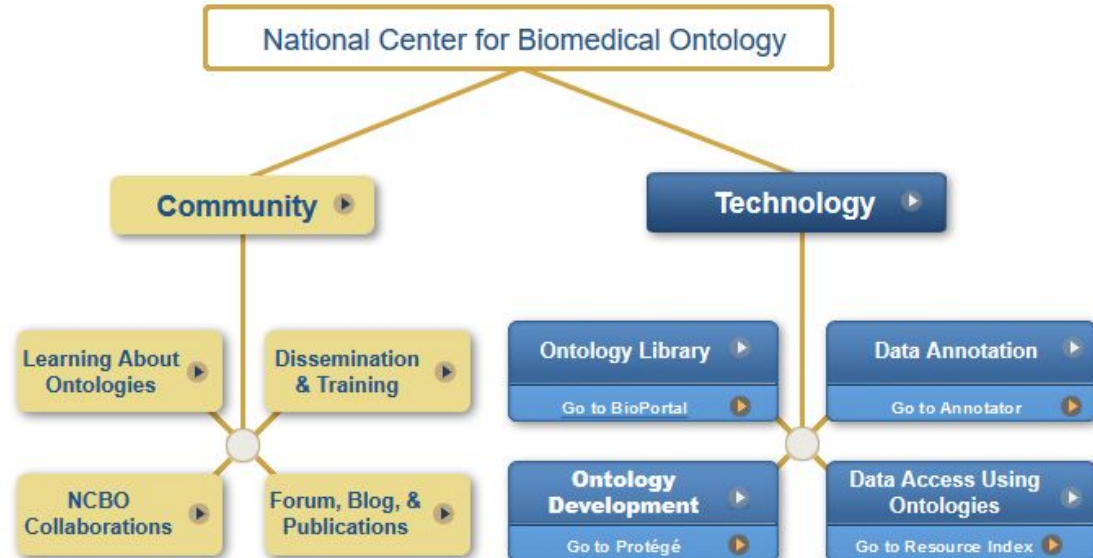 National Center for Biomedical Ontology
Community
Technology
Learning About
Ontologies
Dissemination
& Training
NCBO
Collaborations
Forum, Blog, &
Publications
Ontology Library
Go to BioPortal
Data Annotation
Go to Annotator
Ontology
Development
Go to Protégé
Data Access Using
Ontologies
Go to Resource Index